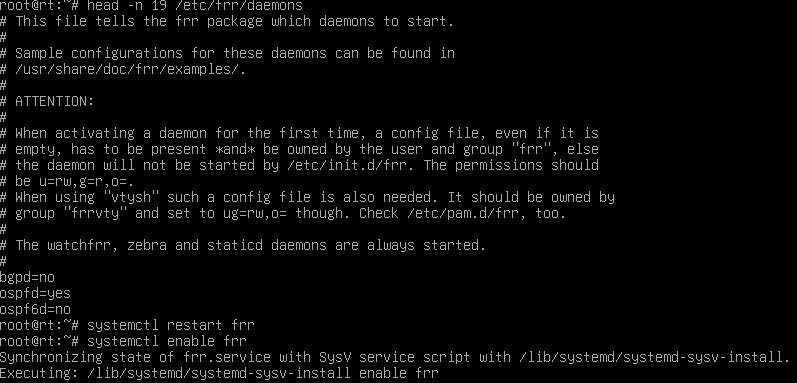 root@rt:~# head -n 19 /etc/frr/daemons
# This file tells the frr package which daemons to start.
#
# Sample configurations for these daemons can be found in
# /usr/share/doc/frr/examples/.
#
# ATTENTION:
#
# When activating a daemon for the first time, a config file, even if it is
# empty, has to be present *and* be owned by the user and group "frr", else
# the daemon will not be started by /etc/init.d/frr. The permissions should
# be u=rw,g=r,o=.
# When using "vtysh" such a config file is also needed. It should be owned by
# group "frrvty" and set to ug=rw,o= though. Check /etc/pam.d/frr, too.
#
# The watchfrr, zebra and staticd daemons are always started.
#
bgpd=no
ospfd=yes
ospf6d=no
root@rt:~# systemctl restart frr
root@rt:~# systemctl enable frr
Synchronizing state of frr.service with SysV service script with /lib/systemd/systemd-sysv-install.
Executing: /lib/systemd/systemd-sysv-install enable frr